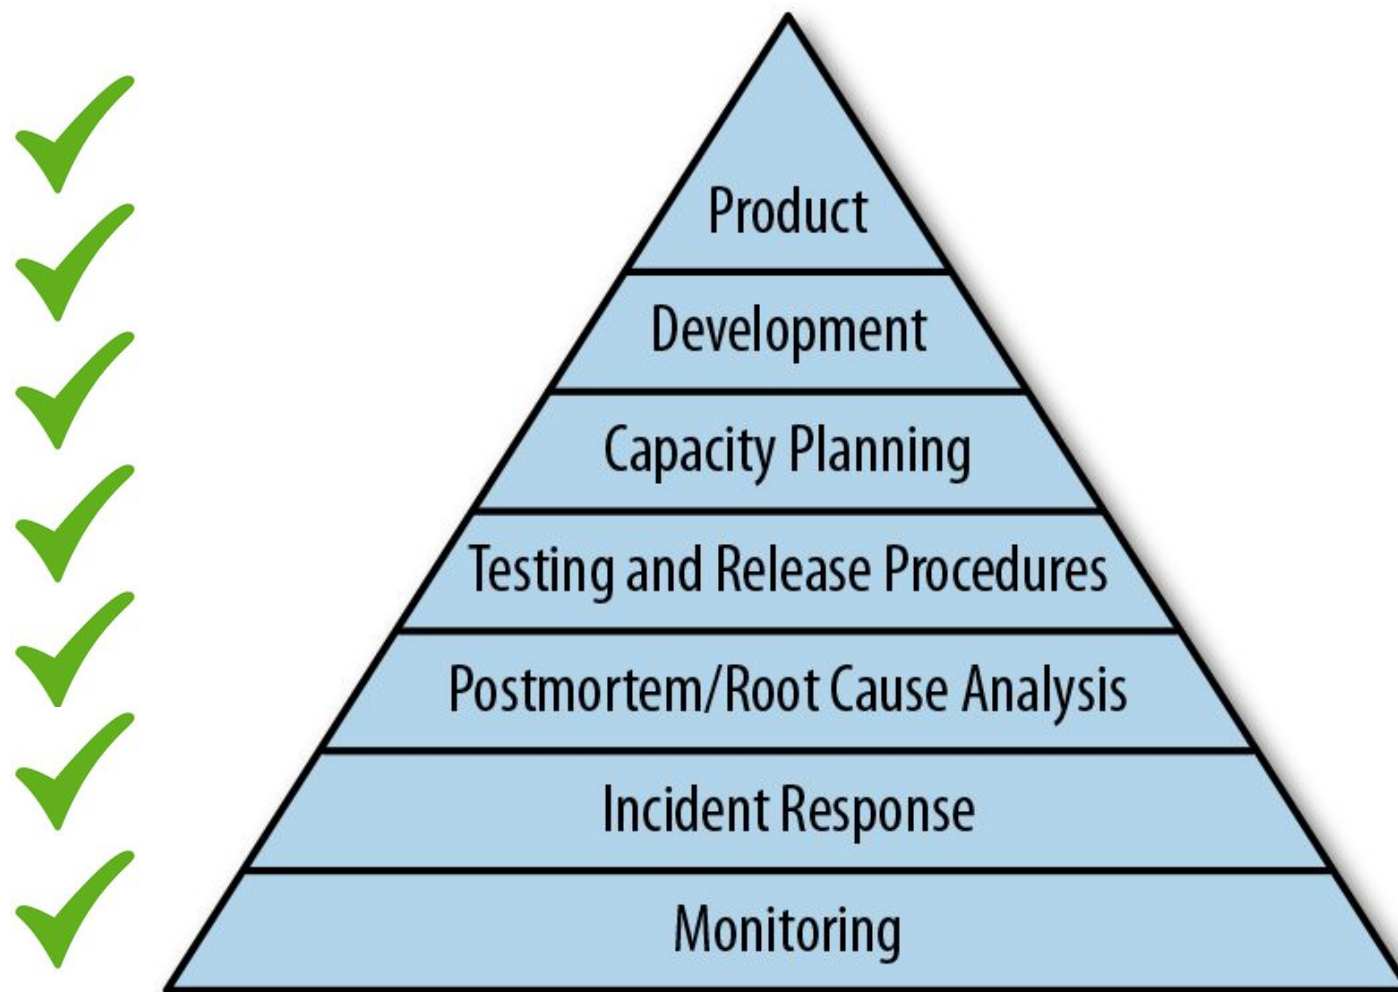 Product
Development
Capacity Planning
Testing and Release Procedures
Postmortem/Root Cause Analysis
Incident Response
Monitoring